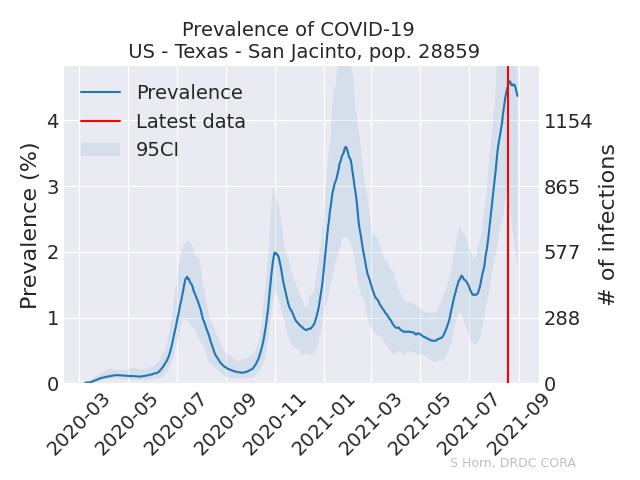 Prevalence of COVID-19
US - Texas - San Jacinto, pop. 28859
Prevalence
Latest data
95CI
Prevalence (%)
4
3
2
1
0
1154
865
577
288
0
# of infections
2020-03
2020-05
2020-07
2020-09
2020-11
2021-01
2021-03
2021-05
2021-07
2021-09
S Horn, DRDC CORA